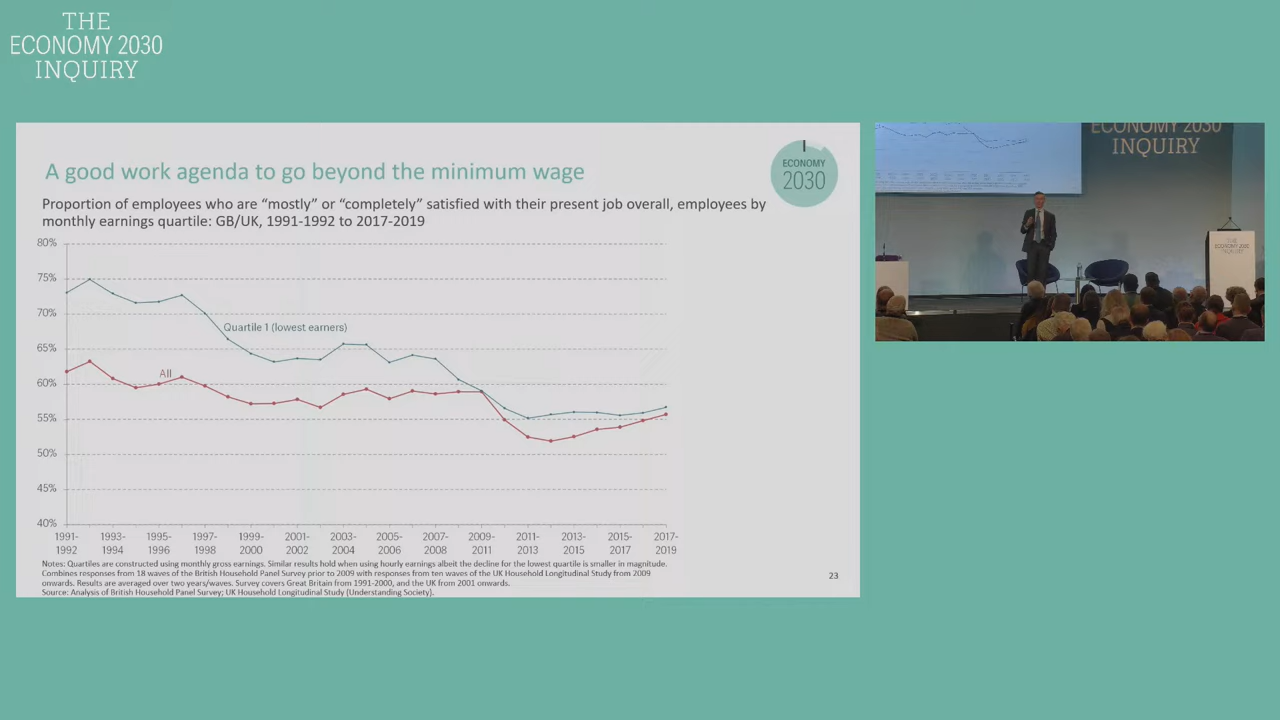 THE
ECONOMY 2030
INQUIRY
A good work agenda to go beyond the minimum wage
ECONOMY
2030
Proportion of employees who are “mostly” or “completely” satisfied with their present job overall, employees by
monthly earnings quartile: GB/UK, 1991-1992 to 2017-2019
80%
75%
70%
65%
60%
55%
50%
45%
40%
Quartile 1 (lowest earners)
All
1991-
1992
1993-
1994
1995-
1996
1997-
1998
1999-
2000
2001-
2002
2003-
2004
2005-
2006
2007-
2008
2009-
2011
2011-
2013
2013-
2015
2015-
2017
2017-
2019
Notes: Quartiles are constructed using monthly gross earnings. Similar results hold when using hourly earnings albeit the decline for the lowest quartile is smaller in magnitude.
Combines responses from 18 waves of the British Household Panel Survey prior to 2009 with responses from ten waves of the UK Household Longitudinal Study from 2009
onwards. Results are averaged over two years/waves. Survey covers Great Britain from 1991-2000, and the UK from 2001 onwards.
Source: Analysis of British Household Panel Survey; UK Household Longitudinal Study (Understanding Society).
23
ECONOMY 2030
INQUIRY